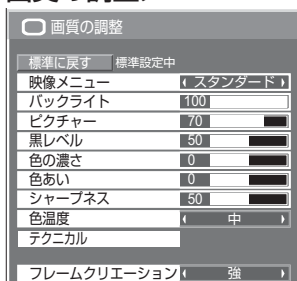 画質の調整
標準に戻す 標準設定中
映像メニュー スタンダード
バックライト 100
ピクチャー 70
黒レベル 50
色の濃さ 0
色あい 0
シャープネス 50
色温度 中
テクニカル
フレームクリエーション 強